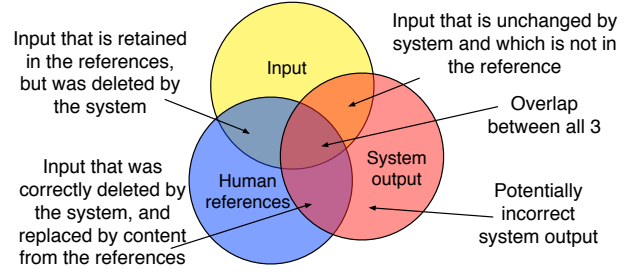 Input that is retained
in the references,
but was deleted by
the system
Input
Input that is unchanged by
system and which is not in
the reference
Overlap
between all 3
Input that was
correctly deleted by
the system, and
replaced by content
from the references
Human
references
System
output
Potentially
incorrect
system output